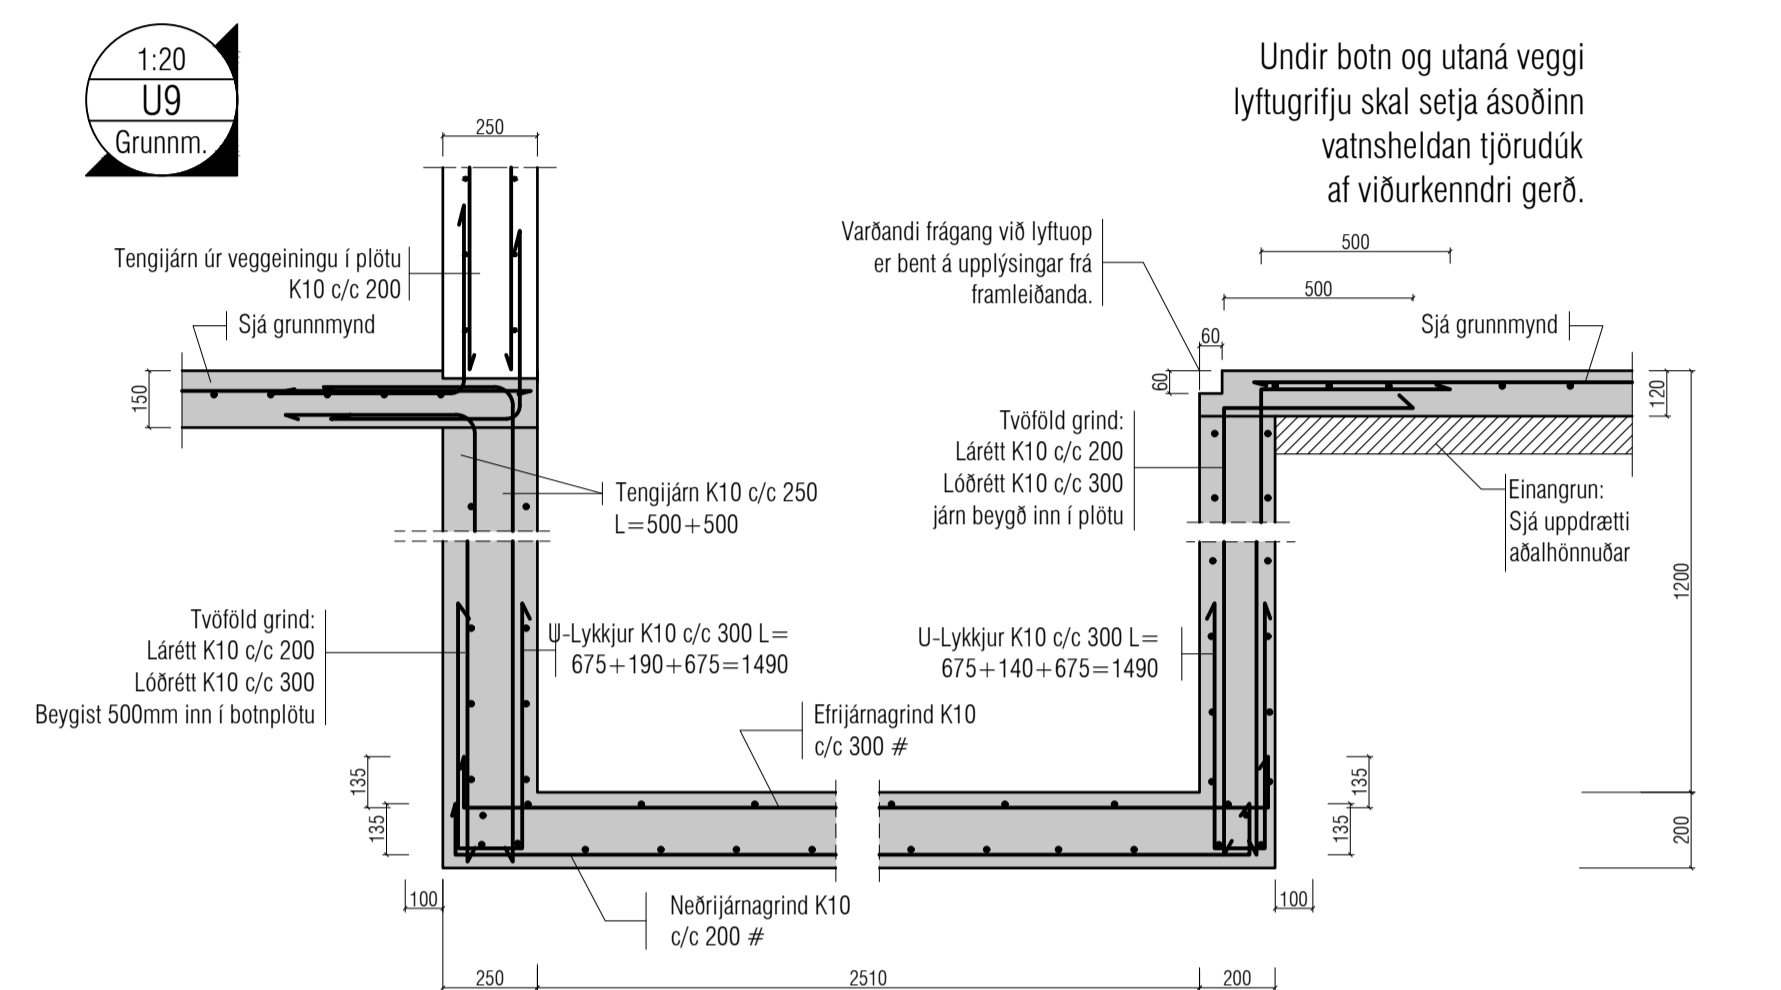 1:20
U9
Grunnm.
Undir botn og utaná veggi
lyftugrifju skal setja ásoðinn
vatnsheldan tjörudúk
af viðurkenndri gerð.
250
Tengijárn úr veggeiningu í plötu
K10 c/c 200
Sjá grunnmynd
150
Varðandi frágang við lyftuop
er bent á upplýsingar frá
framleiðanda.
500
500
60
60
Sjá grunnmynd
120
Tvöföld grind:
Lárétt K10 c/c 200
Lóðrétt K10 c/c 300
járn beygð inn í plötu
Tengijárn K10 c/c 250
L=500+500
Einangrun:
Sjá uppdrætti
aðalhönnuðar
1200
Tvöföld grind:
Lárétt K10 c/c 200
Lóðrétt K10 c/c 300
Beygist 500mm inn í botnplötu
U-Lykkjur K10 c/c 300 L=
675+190+675=1490
U-Lykkjur K10 c/c 300 L=
675+140+675=1490
Efrijárnagrind K10
c/c 300 #
135
135
135
135
200
100
100
Neðrijárnagrind K10
c/c 200 #
250
2510
200